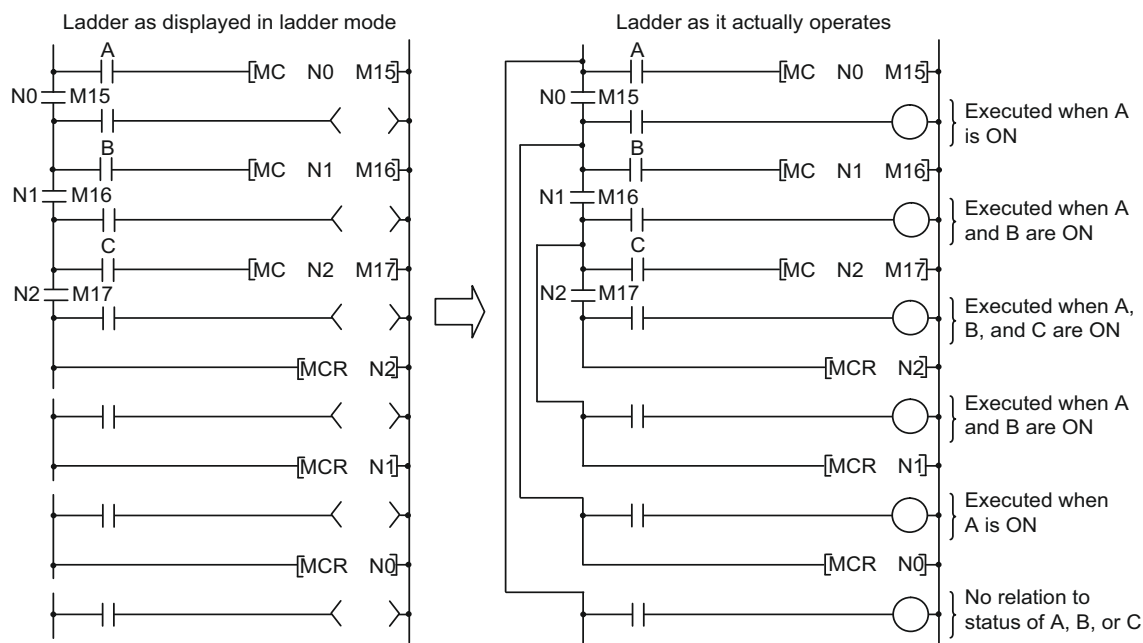 Ladder as displayed in ladder mode
A
MC N0 M15
N0 M15
B
MC N1 M16
N1 M16
C
MC N2 M17
N2 M17
MCR N2
MCR N1
MCR N0
Ladder as it actually operates
A
MC N0 M15
N0 M15
Executed when A
is ON
B
MC N1 M16
N1 M16
Executed when A
and B are ON
C
MC N2 M17
N2 M17
Executed when A,
B, and C are ON
MCR N2
Executed when A
and B are ON
MCR N1
Executed when
A is ON
MCR N0
No relation to
status of A, B, or C